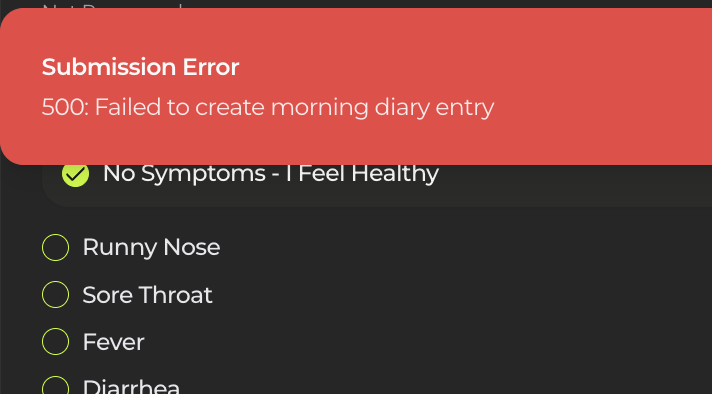 Submission Error
500: Failed to create morning diary entry
No Symptoms - I Feel Healthy
Runny Nose
Sore Throat
Fever
Diarrhea